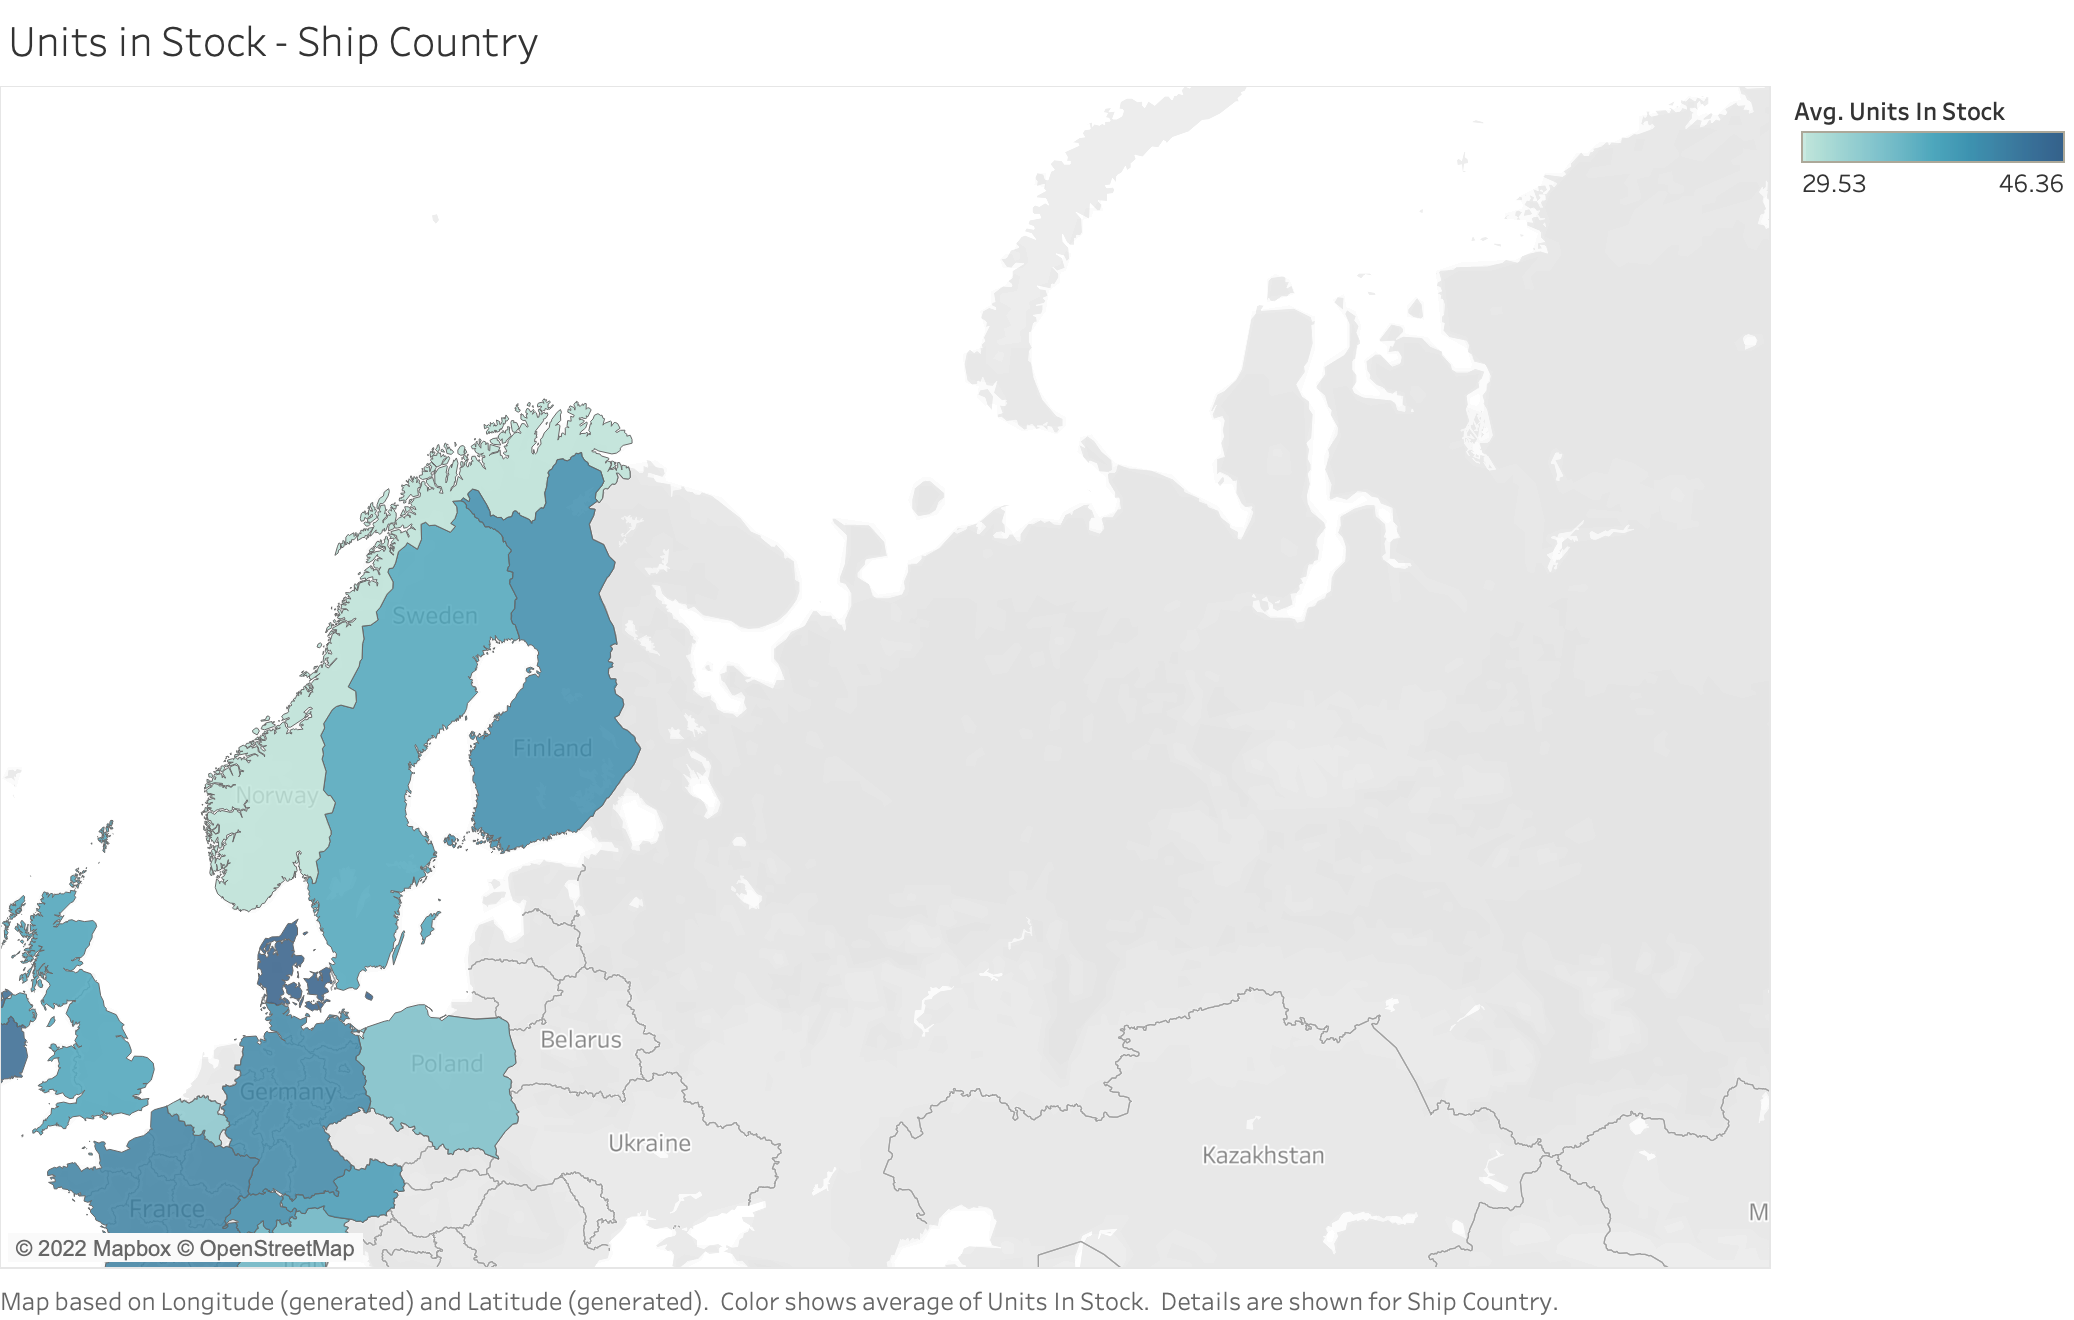 Units in Stock - Ship Country
Avg. Units In Stock
29.53 46.36
Sweden
Finland
Norway
Belarus
Poland
Germany
Ukraine
Kazakhstan
France
M
© 2022 Mapbox © OpenStreetMap
Map based on Longitude (generated) and Latitude (generated).  Color shows average of Units In Stock.  Details are shown for Ship Country.